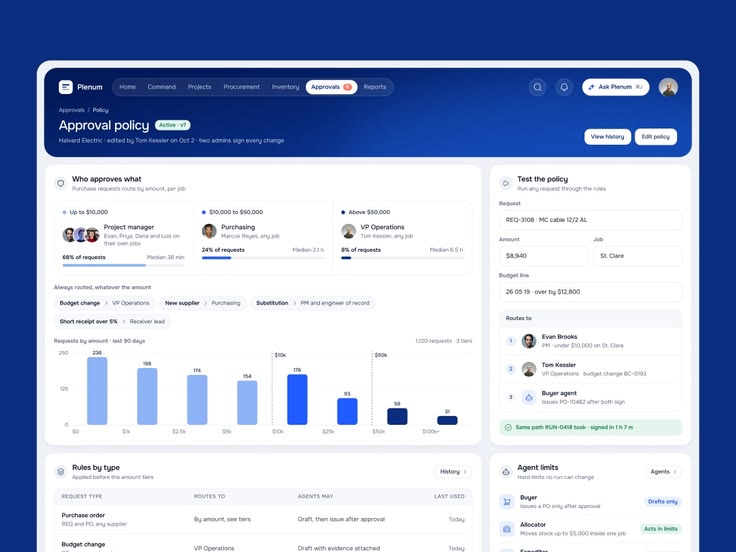 Plenum
Home
Command
Projects
Procurement
Inventory
Approvals
Reports
Ask Plenum ⌘J
Approvals / Policy
Approval policy
Active · v7
Halvard Electric · edited by Tom Kessler on Oct 2 · two admins sign every change
View history
Edit policy
Who approves what
Purchase requests route by amount, per job
Up to $10,000
Project manager
Evan, Priya, Dana and Luis on
their own jobs
68% of requests
Median 38 min
$10,000 to $50,000
Purchasing
Marcus Reyes, any job
24% of requests
Median 2.1 h
Above $50,000
VP Operations
Tom Kessler, any job
8% of requests
Median 6.5 h
Always routed, whatever the amount
Budget change > VP Operations
New supplier > Purchasing
Substitution > PM and engineer of record
Short receipt over 5% > Receiver lead
Requests by amount · last 90 days
1,120 requests · 3 tiers
250
125
0
236
198
174
154
$10k
176
93
$50k
58
31
$0
$1k
$2.5k
$5k
$10k
$25k
$50k
$100k+
Test the policy
Run any request through the rules
Request
REQ-3108 · MC cable 12/2 AL
Amount
Job
$8,940
St. Clare
Budget line
26 05 19 · over by $12,800
Routes to
1
Evan Brooks
PM · under $10,000 on St. Clare
2
Tom Kessler
VP Operations · budget change BC-0193
3
Buyer agent
Issues PO-10462 after both sign
Same path RUN-0418 took · signed in 1 h 7 m
Rules by type
Applied before the amount tiers
History >
REQUEST TYPE
ROUTES TO
AGENTS MAY
LAST USED
Purchase order
REQ and PO, any supplier
By amount, see tiers
Draft, then issue after approval
Today
Budget change
VP Operations
Draft with evidence attached
Today
Agent limits
Hard limits no run can change
Agents >
Buyer
Issues a PO only after approval
Drafts only
Allocator
Moves stock up to $5,000 inside one job
Acts in limits